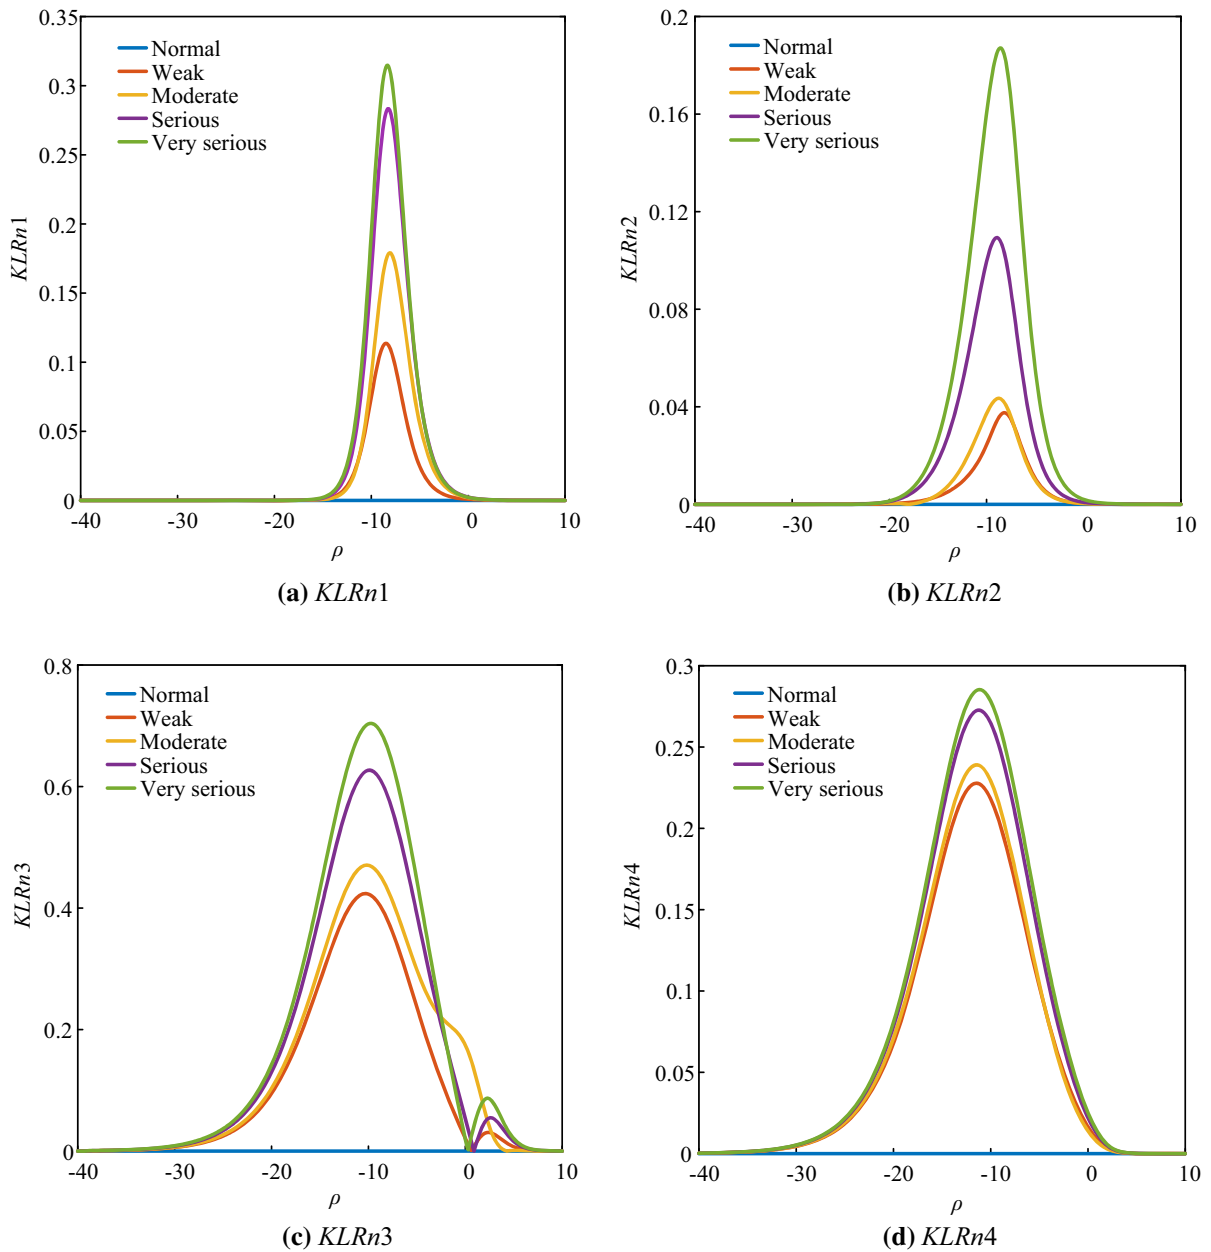 0.35
0.3
0.25
0.2
0.15
0.1
0.05
0
KLRn1
Normal
Weak
Moderate
Serious
Very serious
-40 -30 -20 -10 0 10
ρ
(a) KLRn1
0.2
0.16
0.12
0.08
0.04
0
KLRn2
Normal
Weak
Moderate
Serious
Very serious
-40 -30 -20 -10 0 10
ρ
(b) KLRn2
0.8
0.6
0.4
0.2
0
KLRn3
Normal
Weak
Moderate
Serious
Very serious
-40 -30 -20 -10 0 10
ρ
(c) KLRn3
0.3
0.25
0.2
0.15
0.1
0.05
0
KLRn4
Normal
Weak
Moderate
Serious
Very serious
-40 -30 -20 -10 0 10
ρ
(d) KLRn4